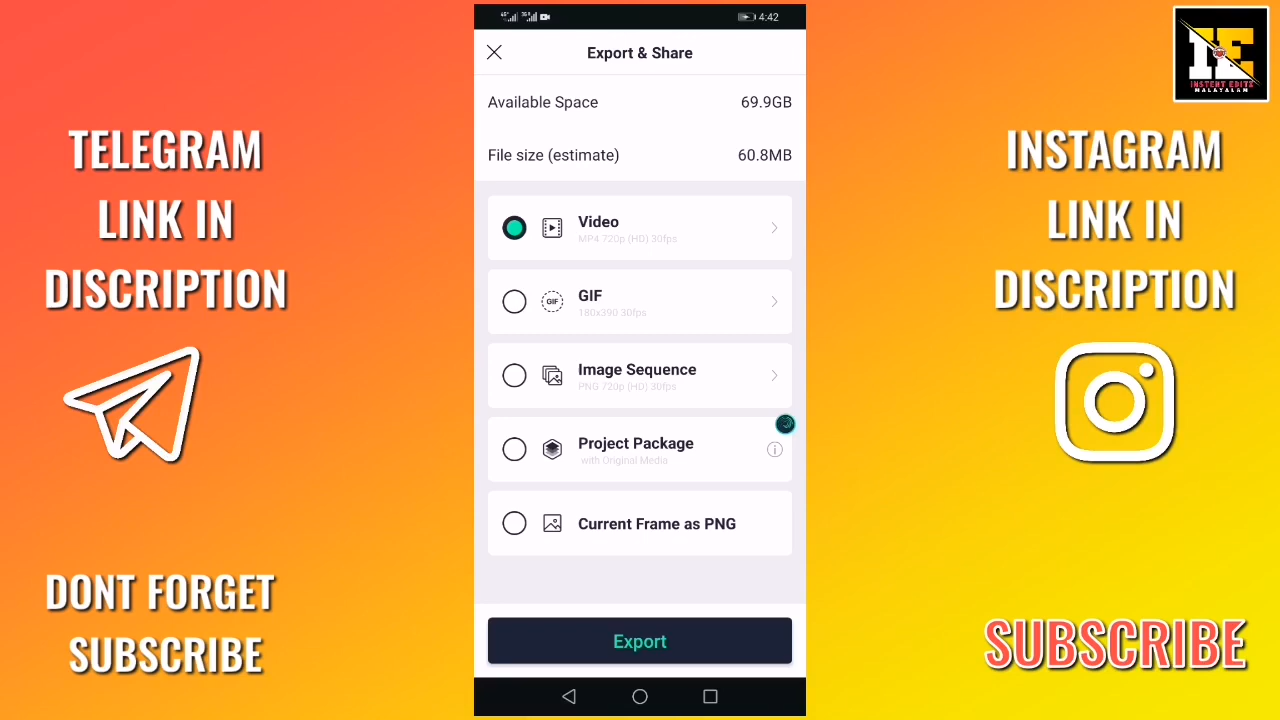 4:42
Export & Share
Available Space 69.9GB
File size (estimate) 60.8MB
Video
MP4 720p (HD) 30fps
GIF
GIF
180x390 30fps
Image Sequence
PNG 720p (HD) 30fps
Project Package
with Original Media
Current Frame as PNG
Export
TELEGRAM
LINK IN
DISCRIPTION
DONT FORGET
SUBSCRIBE
IE
INSTENT EDITZ
MALAYALAM
INSTAGRAM
LINK IN
DISCRIPTION
SUBSCRIBE